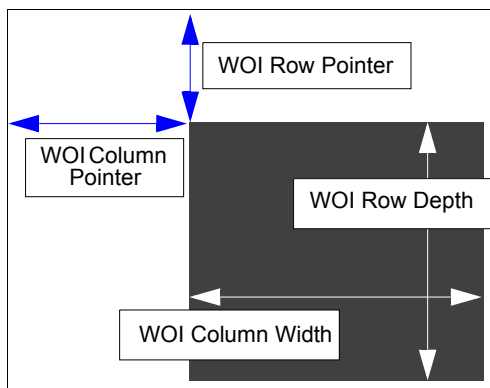 WOI Row Pointer
WOI Column
Pointer
WOI Row Depth
WOI Column Width